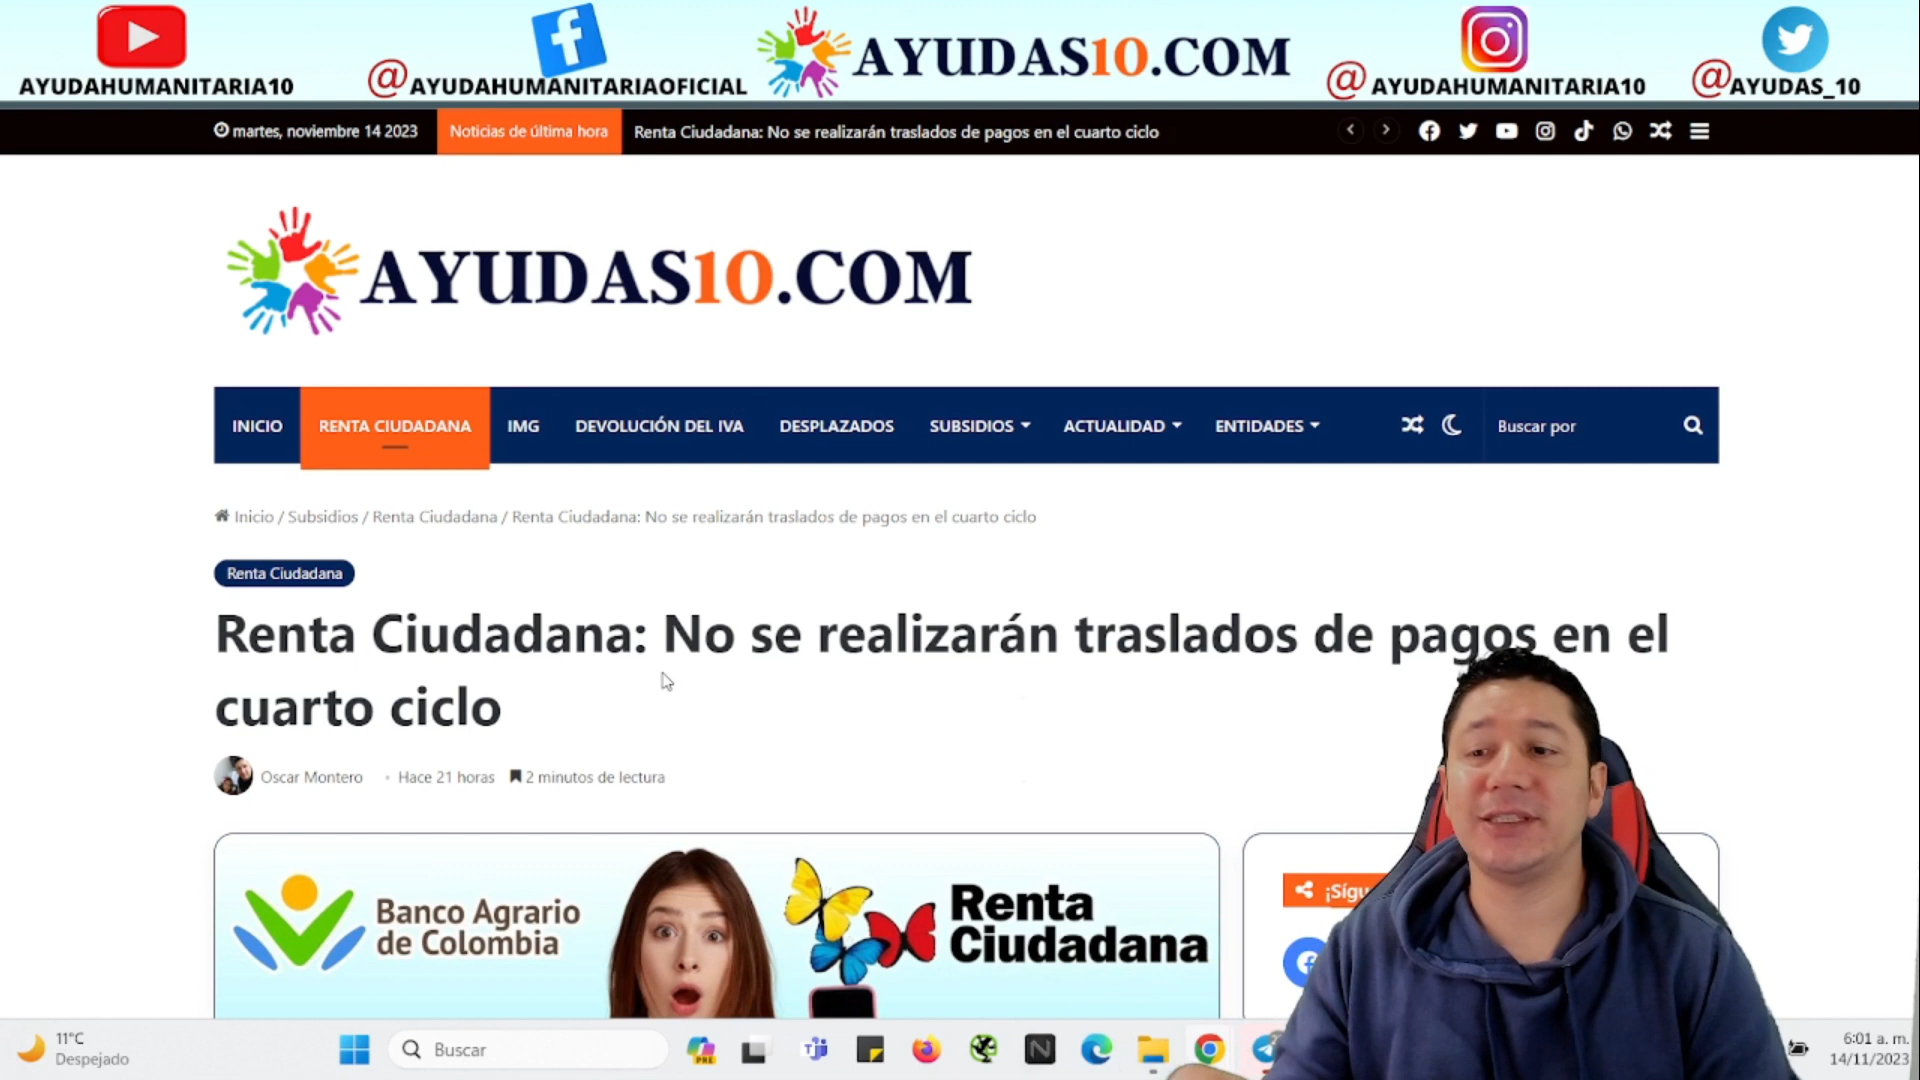 AYUDAHUMANITARIA10
@AYUDAHUMANITARIAOFICIAL
AYUDAS10.COM
@AYUDAHUMANITARIA10
@AYUDAS_10
martes, noviembre 14 2023
Noticias de última hora
Renta Ciudadana: No se realizarán traslados de pagos en el cuarto ciclo
AYUDAS10.COM
INICIO
RENTA CIUDADANA
IMG
DEVOLUCIÓN DEL IVA
DESPLAZADOS
SUBSIDIOS
ACTUALIDAD
ENTIDADES
Buscar por
Inicio / Subsidios / Renta Ciudadana / Renta Ciudadana: No se realizarán traslados de pagos en el cuarto ciclo
Renta Ciudadana
Renta Ciudadana: No se realizarán traslados de pagos en el
cuarto ciclo
Oscar Montero
Hace 21 horas
2 minutos de lectura
Banco Agrario
de Colombia
Renta
Ciudadana
¡Sígu
11°C
Despejado
Buscar
PRE
6:01 a. m.
14/11/2023